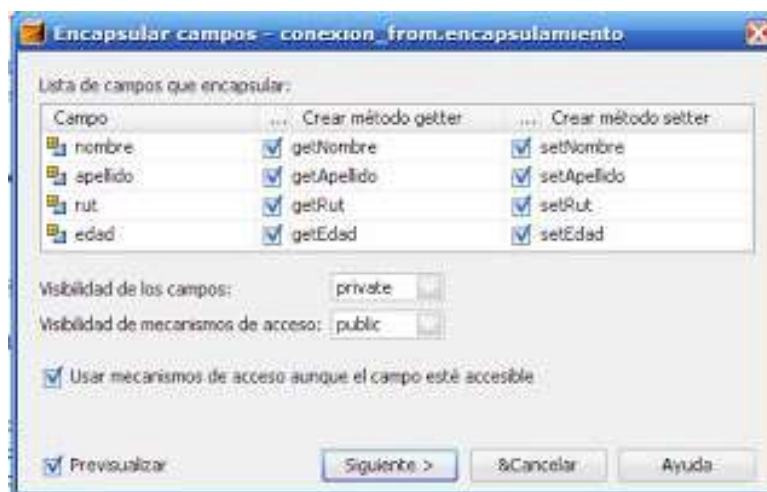 Encapsular campos - conexion_from.encapsulamiento
Lista de campos que encapsular:
Campo ... Crear método getter ... Crear método setter
nombre getNombre setNombre
apellido getApellido setApellido
rut getRut setRut
edad getEdad setEdad
Visibilidad de los campos: private
Visibilidad de mecanismos de acceso: public
Usar mecanismos de acceso aunque el campo esté accesible
Previsualizar Siguiente > &Cancelar Ayuda